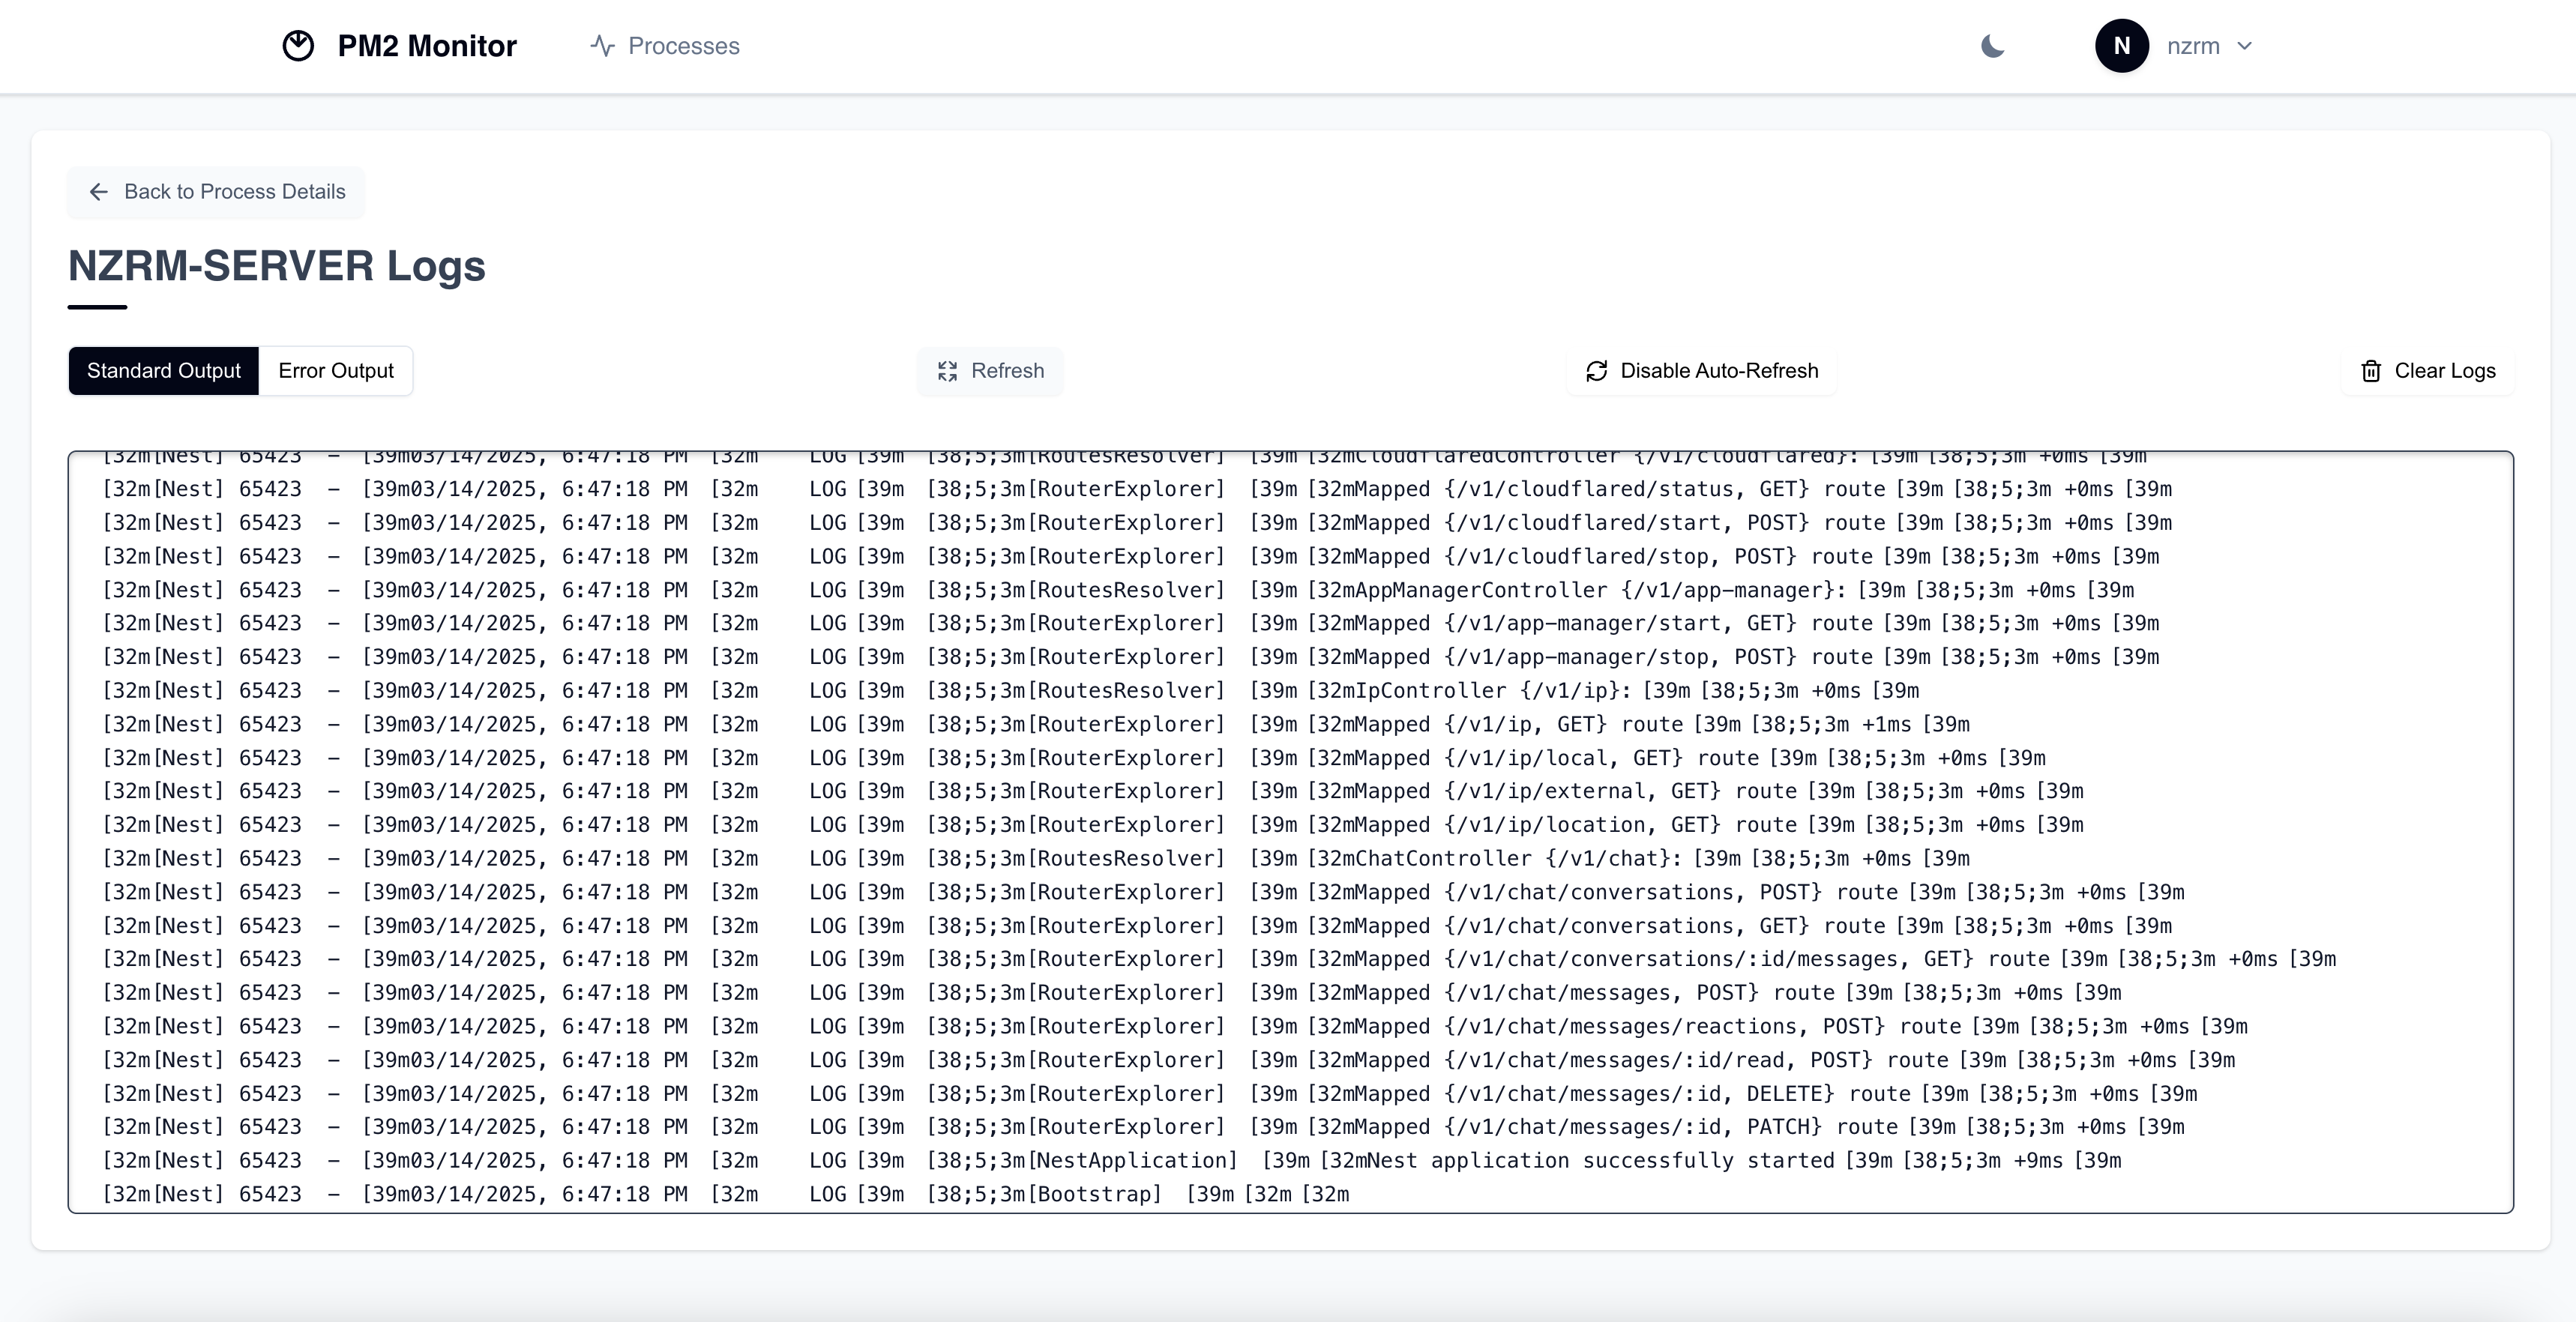 PM2 Monitor
Processes
N
nzrm
Back to Process Details
NZRM-SERVER Logs
Standard Output
Error Output
Refresh
Disable Auto-Refresh
Clear Logs
[32m[Nest] 65423  - [39m03/14/2025, 6:47:18 PM [32m    LOG[39m [38;5;3m[RoutesResolver] [39m[32mCloudflaredController {/v1/cloudflared}:[39m[38;5;3m +0ms[39m
[32m[Nest] 65423  - [39m03/14/2025, 6:47:18 PM [32m    LOG[39m [38;5;3m[RouterExplorer] [39m[32mMapped {/v1/cloudflared/status, GET} route[39m[38;5;3m +0ms[39m
[32m[Nest] 65423  - [39m03/14/2025, 6:47:18 PM [32m    LOG[39m [38;5;3m[RouterExplorer] [39m[32mMapped {/v1/cloudflared/start, POST} route[39m[38;5;3m +0ms[39m
[32m[Nest] 65423  - [39m03/14/2025, 6:47:18 PM [32m    LOG[39m [38;5;3m[RouterExplorer] [39m[32mMapped {/v1/cloudflared/stop, POST} route[39m[38;5;3m +0ms[39m
[32m[Nest] 65423  - [39m03/14/2025, 6:47:18 PM [32m    LOG[39m [38;5;3m[RoutesResolver] [39m[32mAppManagerController {/v1/app-manager}:[39m[38;5;3m +0ms[39m
[32m[Nest] 65423  - [39m03/14/2025, 6:47:18 PM [32m    LOG[39m [38;5;3m[RouterExplorer] [39m[32mMapped {/v1/app-manager/start, GET} route[39m[38;5;3m +0ms[39m
[32m[Nest] 65423  - [39m03/14/2025, 6:47:18 PM [32m    LOG[39m [38;5;3m[RouterExplorer] [39m[32mMapped {/v1/app-manager/stop, POST} route[39m[38;5;3m +0ms[39m
[32m[Nest] 65423  - [39m03/14/2025, 6:47:18 PM [32m    LOG[39m [38;5;3m[RoutesResolver] [39m[32mIpController {/v1/ip}:[39m[38;5;3m +0ms[39m
[32m[Nest] 65423  - [39m03/14/2025, 6:47:18 PM [32m    LOG[39m [38;5;3m[RouterExplorer] [39m[32mMapped {/v1/ip, GET} route[39m[38;5;3m +1ms[39m
[32m[Nest] 65423  - [39m03/14/2025, 6:47:18 PM [32m    LOG[39m [38;5;3m[RouterExplorer] [39m[32mMapped {/v1/ip/local, GET} route[39m[38;5;3m +0ms[39m
[32m[Nest] 65423  - [39m03/14/2025, 6:47:18 PM [32m    LOG[39m [38;5;3m[RouterExplorer] [39m[32mMapped {/v1/ip/external, GET} route[39m[38;5;3m +0ms[39m
[32m[Nest] 65423  - [39m03/14/2025, 6:47:18 PM [32m    LOG[39m [38;5;3m[RouterExplorer] [39m[32mMapped {/v1/ip/location, GET} route[39m[38;5;3m +0ms[39m
[32m[Nest] 65423  - [39m03/14/2025, 6:47:18 PM [32m    LOG[39m [38;5;3m[RoutesResolver] [39m[32mChatController {/v1/chat}:[39m[38;5;3m +0ms[39m
[32m[Nest] 65423  - [39m03/14/2025, 6:47:18 PM [32m    LOG[39m [38;5;3m[RouterExplorer] [39m[32mMapped {/v1/chat/conversations, POST} route[39m[38;5;3m +0ms[39m
[32m[Nest] 65423  - [39m03/14/2025, 6:47:18 PM [32m    LOG[39m [38;5;3m[RouterExplorer] [39m[32mMapped {/v1/chat/conversations, GET} route[39m[38;5;3m +0ms[39m
[32m[Nest] 65423  - [39m03/14/2025, 6:47:18 PM [32m    LOG[39m [38;5;3m[RouterExplorer] [39m[32mMapped {/v1/chat/conversations/:id/messages, GET} route[39m[38;5;3m +0ms[39m
[32m[Nest] 65423  - [39m03/14/2025, 6:47:18 PM [32m    LOG[39m [38;5;3m[RouterExplorer] [39m[32mMapped {/v1/chat/messages, POST} route[39m[38;5;3m +0ms[39m
[32m[Nest] 65423  - [39m03/14/2025, 6:47:18 PM [32m    LOG[39m [38;5;3m[RouterExplorer] [39m[32mMapped {/v1/chat/messages/reactions, POST} route[39m[38;5;3m +0ms[39m
[32m[Nest] 65423  - [39m03/14/2025, 6:47:18 PM [32m    LOG[39m [38;5;3m[RouterExplorer] [39m[32mMapped {/v1/chat/messages/:id/read, POST} route[39m[38;5;3m +0ms[39m
[32m[Nest] 65423  - [39m03/14/2025, 6:47:18 PM [32m    LOG[39m [38;5;3m[RouterExplorer] [39m[32mMapped {/v1/chat/messages/:id, DELETE} route[39m[38;5;3m +0ms[39m
[32m[Nest] 65423  - [39m03/14/2025, 6:47:18 PM [32m    LOG[39m [38;5;3m[RouterExplorer] [39m[32mMapped {/v1/chat/messages/:id, PATCH} route[39m[38;5;3m +0ms[39m
[32m[Nest] 65423  - [39m03/14/2025, 6:47:18 PM [32m    LOG[39m [38;5;3m[NestApplication] [39m[32mNest application successfully started[39m[38;5;3m +9ms[39m
[32m[Nest] 65423  - [39m03/14/2025, 6:47:18 PM [32m    LOG[39m [38;5;3m[Bootstrap] [39m[32m[32m